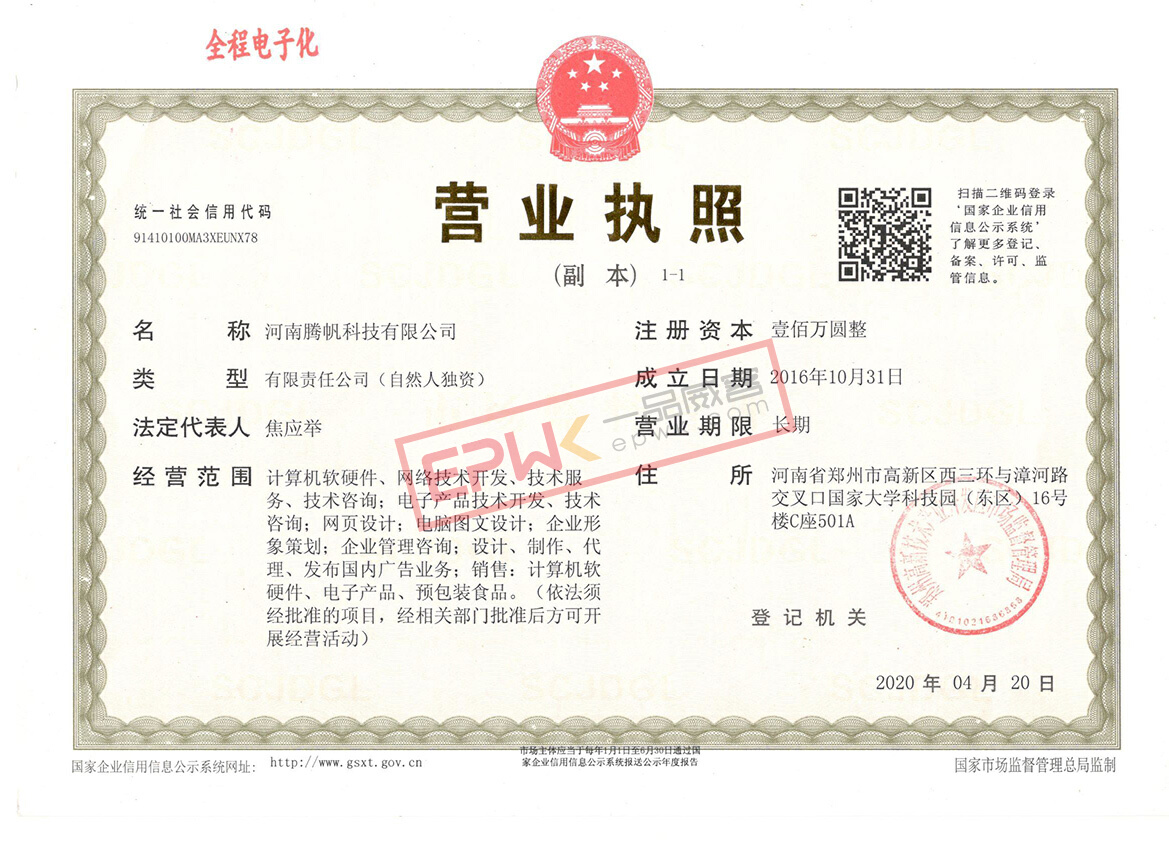 全程电子化
营业执照
(副 本) 1-1
统一社会信用代码
91410100MA3XEUNX78
扫描二维码登录
‘国家企业信用
信息公示系统’
了解更多登记、
备案、许可、监
管信息。
名称 河南腾帆科技有限公司
类型 有限责任公司（自然人独资）
法定代表人 焦应举
经营范围 计算机软硬件、网络技术开发、技术服
务、技术咨询；电子产品技术开发、技术
咨询；网页设计；电脑图文设计；企业形
象策划；企业管理咨询；设计、制作、代
理、发布国内广告业务；销售：计算机软
硬件、电子产品、预包装食品。（依法须
经批准的项目，经相关部门批准后方可开
展经营活动）
注册资本 壹佰万圆整
成立日期 2016年10月31日
营业期限 长期
住所 河南省郑州市高新区西三环与漳河路
交叉口国家大学科技园（东区）16号
楼C座501A
EPWK 一品威客
epwk.com
登记机关
2020 年 04 月 20 日
国家企业信用信息公示系统网址: http://www.gsxt.gov.cn
市场主体应当于每年1月1日至6月30日通过国
家企业信用信息公示系统报送公示年度报告
国家市场监督管理总局监制